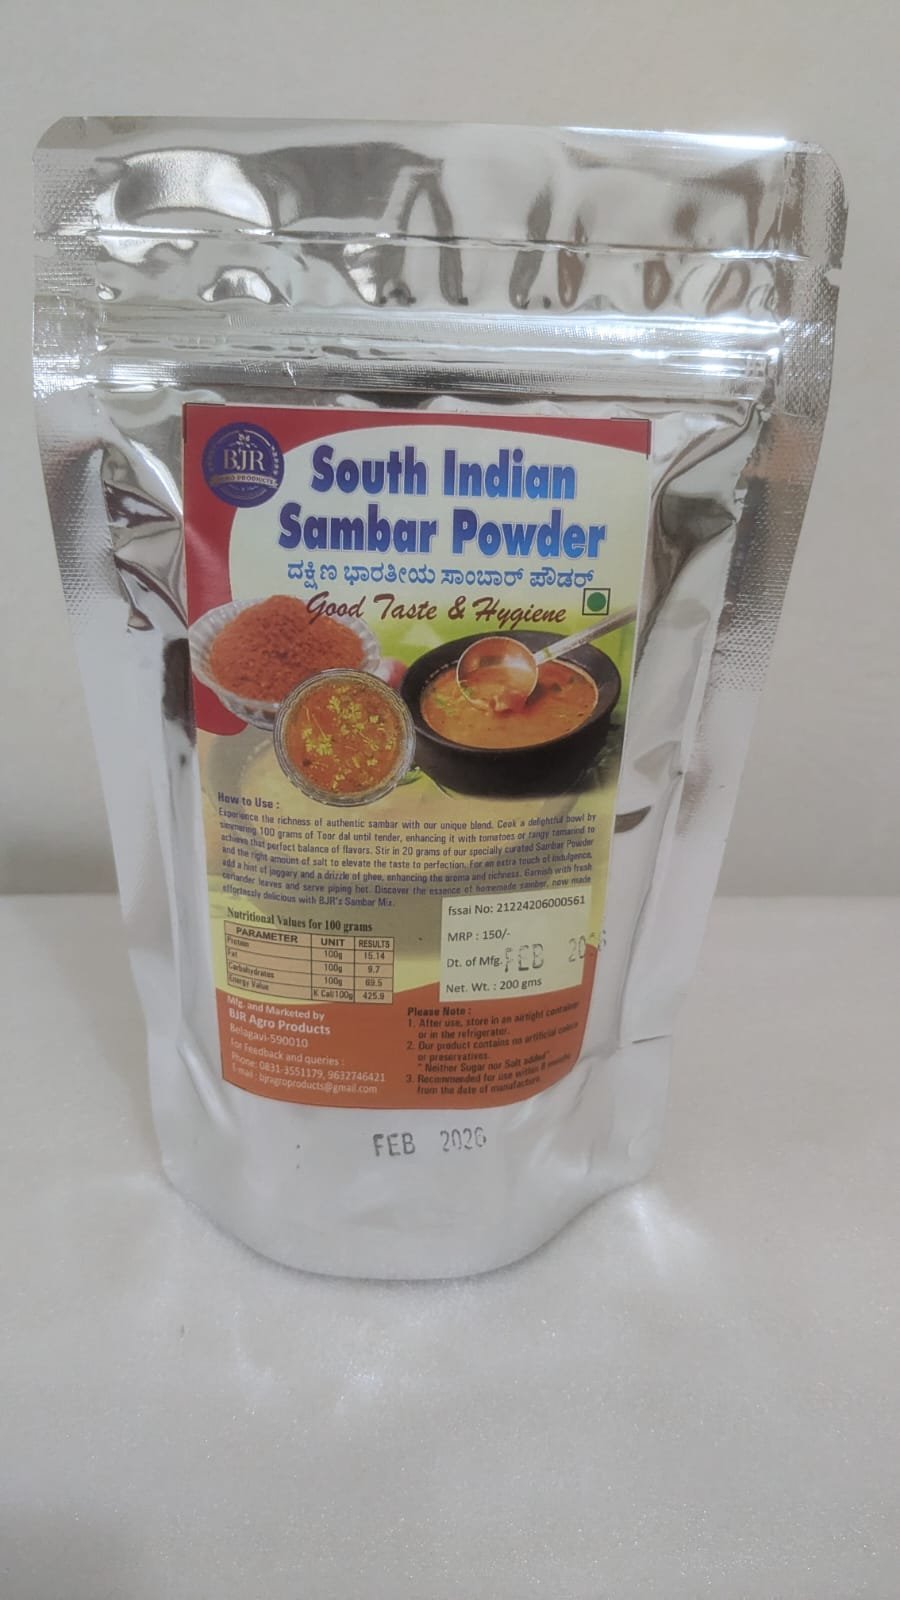 BJR
AGRO PRODUCTS
South Indian
Sambar Powder
ದಕ್ಷಿಣ ಭಾರತೀಯ ಸಾಂಬಾರ್ ಪೌಡರ್
Good Taste & Hygiene
How to Use :
Experience the richness of authentic sambar with our unique blend. Cook a delightful bowl by
simmering 100 grams of Toor dal until tender, enhancing it with tomatoes or tangy tamarind to
achieve that perfect balance of flavors. Stir in 20 grams of our specially curated Sambar Powder
and the right amount of salt to elevate the taste to perfection. For an extra touch of indulgence,
add a hint of jaggery and a drizzle of ghee, enhancing the aroma and richness. Garnish with fresh
coriander leaves and serve piping hot. Discover the essence of homemade sambar, now made
effortlessly delicious with BJR's Sambar Mix.
Nutritional Values for 100 grams
PARAMETER UNIT RESULTS
Protein 100g 15.14
Fat 100g 9.7
Carbohydrates 100g 69.5
Energy Value K Cal/100g 425.9
fssai No: 21224206000561
MRP : 150/-
Dt. of Mfg. FEB 2026
Net. Wt. : 200 gms
Mfg. and Marketed by
BJR Agro Products
Belagavi-590010
For Feedback and queries :
Phone: 0831-3551179, 9632746421
E-mail : bjragroproducts@gmail.com
Please Note :
1. After use, store in an airtight container
or in the refrigerator.
2. Our product contains no artificial colors
or preservatives.
" Neither Sugar nor Salt added"
3. Recommended for use within 6 months
from the date of manufacture.
FEB 2026